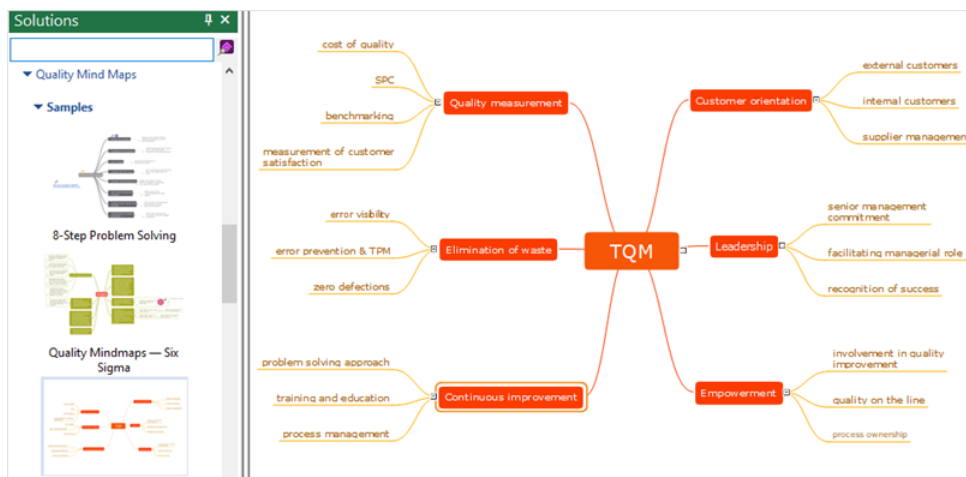 Solutions
Quality Mind Maps
Samples
8-Step Problem Solving
Quality Mindmaps — Six
Sigma
cost of quality
SPC
benchmarking
measurement of customer
satisfaction
Quality measurement
error visibility
error prevention & TPM
zero defections
Elimination of waste
problem solving approach
training and education
process management
Continuous improvement
TQM
Customer orientation
external customers
internal customers
supplier management
Leadership
senior management
commitment
facilitating managerial role
recognition of success
Empowerment
involvement in quality
improvement
quality on the line
process ownership